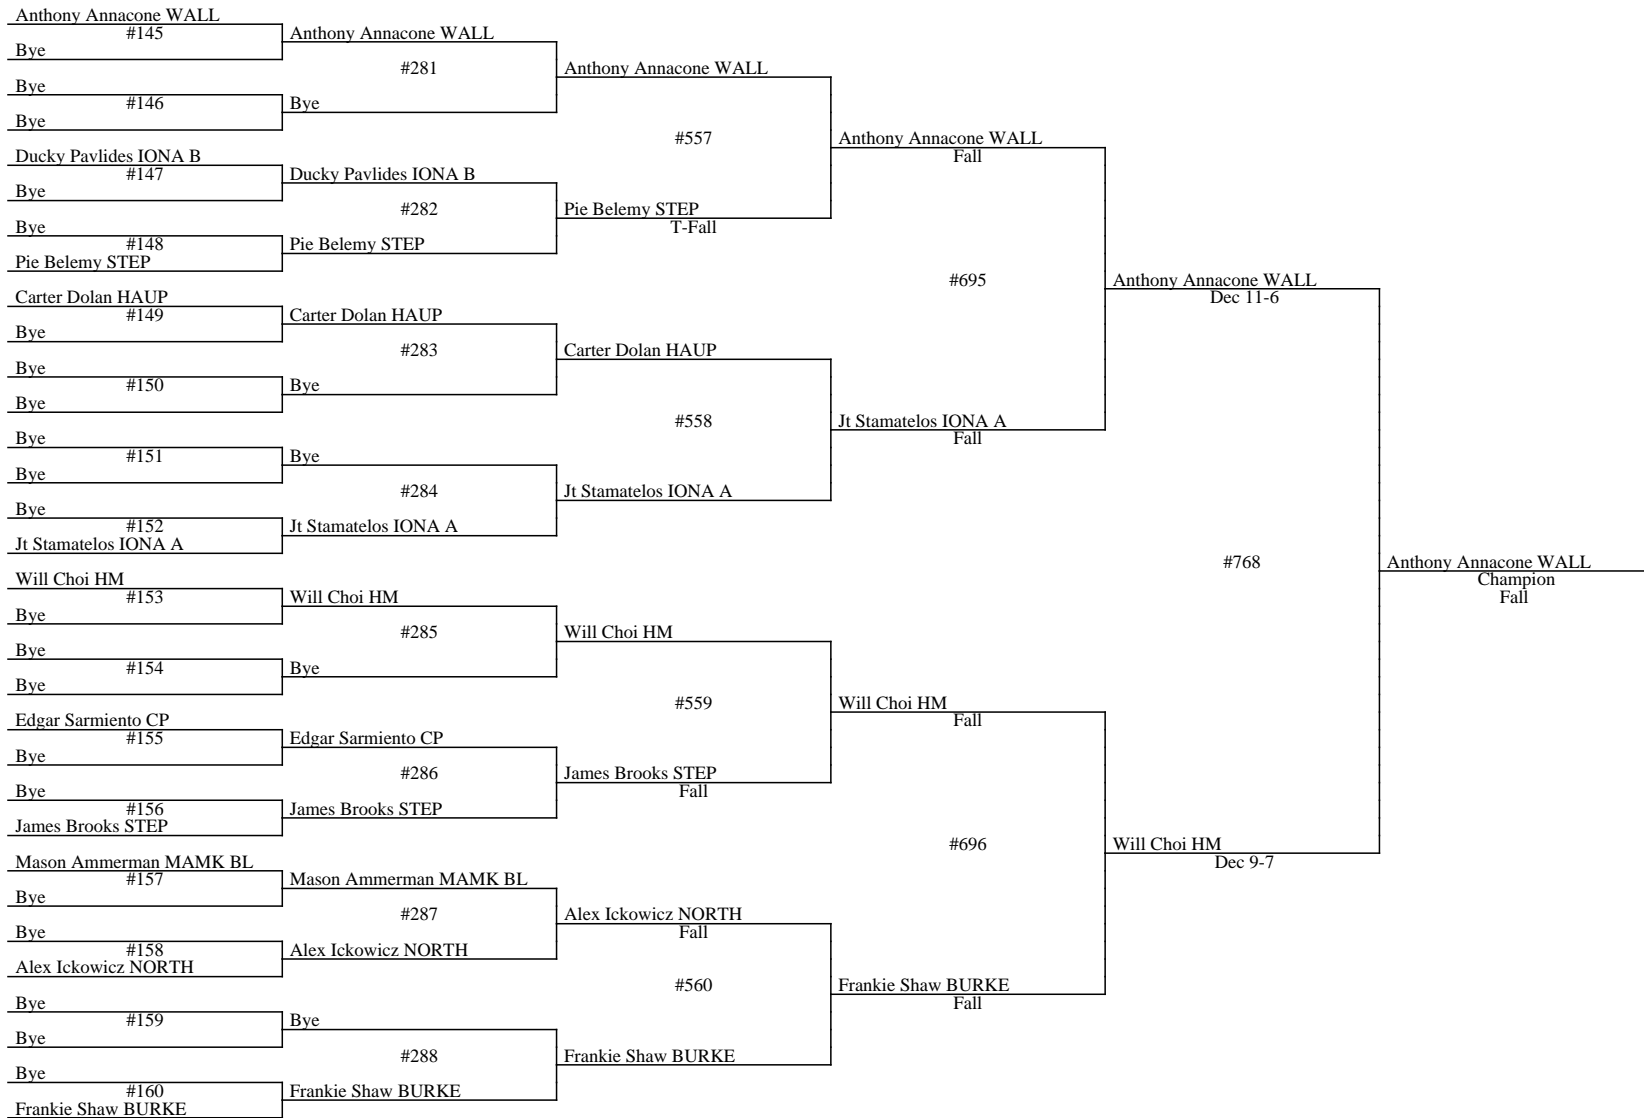 Anthony Annacone WALL
#145
Bye
Bye
#146
Bye
Ducky Pavlides IONA B
#147
Bye
Bye
#148
Pie Belemy STEP
Carter Dolan HAUP
#149
Bye
Bye
#150
Bye
Bye
#151
Bye
Bye
#152
Jt Stamatelos IONA A
Will Choi HM
#153
Bye
Bye
#154
Bye
Edgar Sarmiento CP
#155
Bye
Bye
#156
James Brooks STEP
Mason Ammerman MAMK BL
#157
Bye
Bye
#158
Alex Ickowicz NORTH
Bye
#159
Bye
Bye
#160
Frankie Shaw BURKE
Anthony Annacone WALL
#281
Bye
Ducky Pavlides IONA B
#282
Pie Belemy STEP
Carter Dolan HAUP
#283
Bye
Bye
#284
Jt Stamatelos IONA A
Will Choi HM
#285
Bye
Edgar Sarmiento CP
#286
James Brooks STEP
Mason Ammerman MAMK BL
#287
Alex Ickowicz NORTH
Bye
#288
Frankie Shaw BURKE
Anthony Annacone WALL
#557
Pie Belemy STEP
T-Fall
Carter Dolan HAUP
#558
Jt Stamatelos IONA A
Will Choi HM
#559
James Brooks STEP
Fall
Alex Ickowicz NORTH
Fall
#560
Frankie Shaw BURKE
Anthony Annacone WALL
Fall
#695
Jt Stamatelos IONA A
Fall
Will Choi HM
Fall
#696
Frankie Shaw BURKE
Fall
Anthony Annacone WALL
Dec 11-6
#768
Will Choi HM
Dec 9-7
Anthony Annacone WALL
Champion
Fall